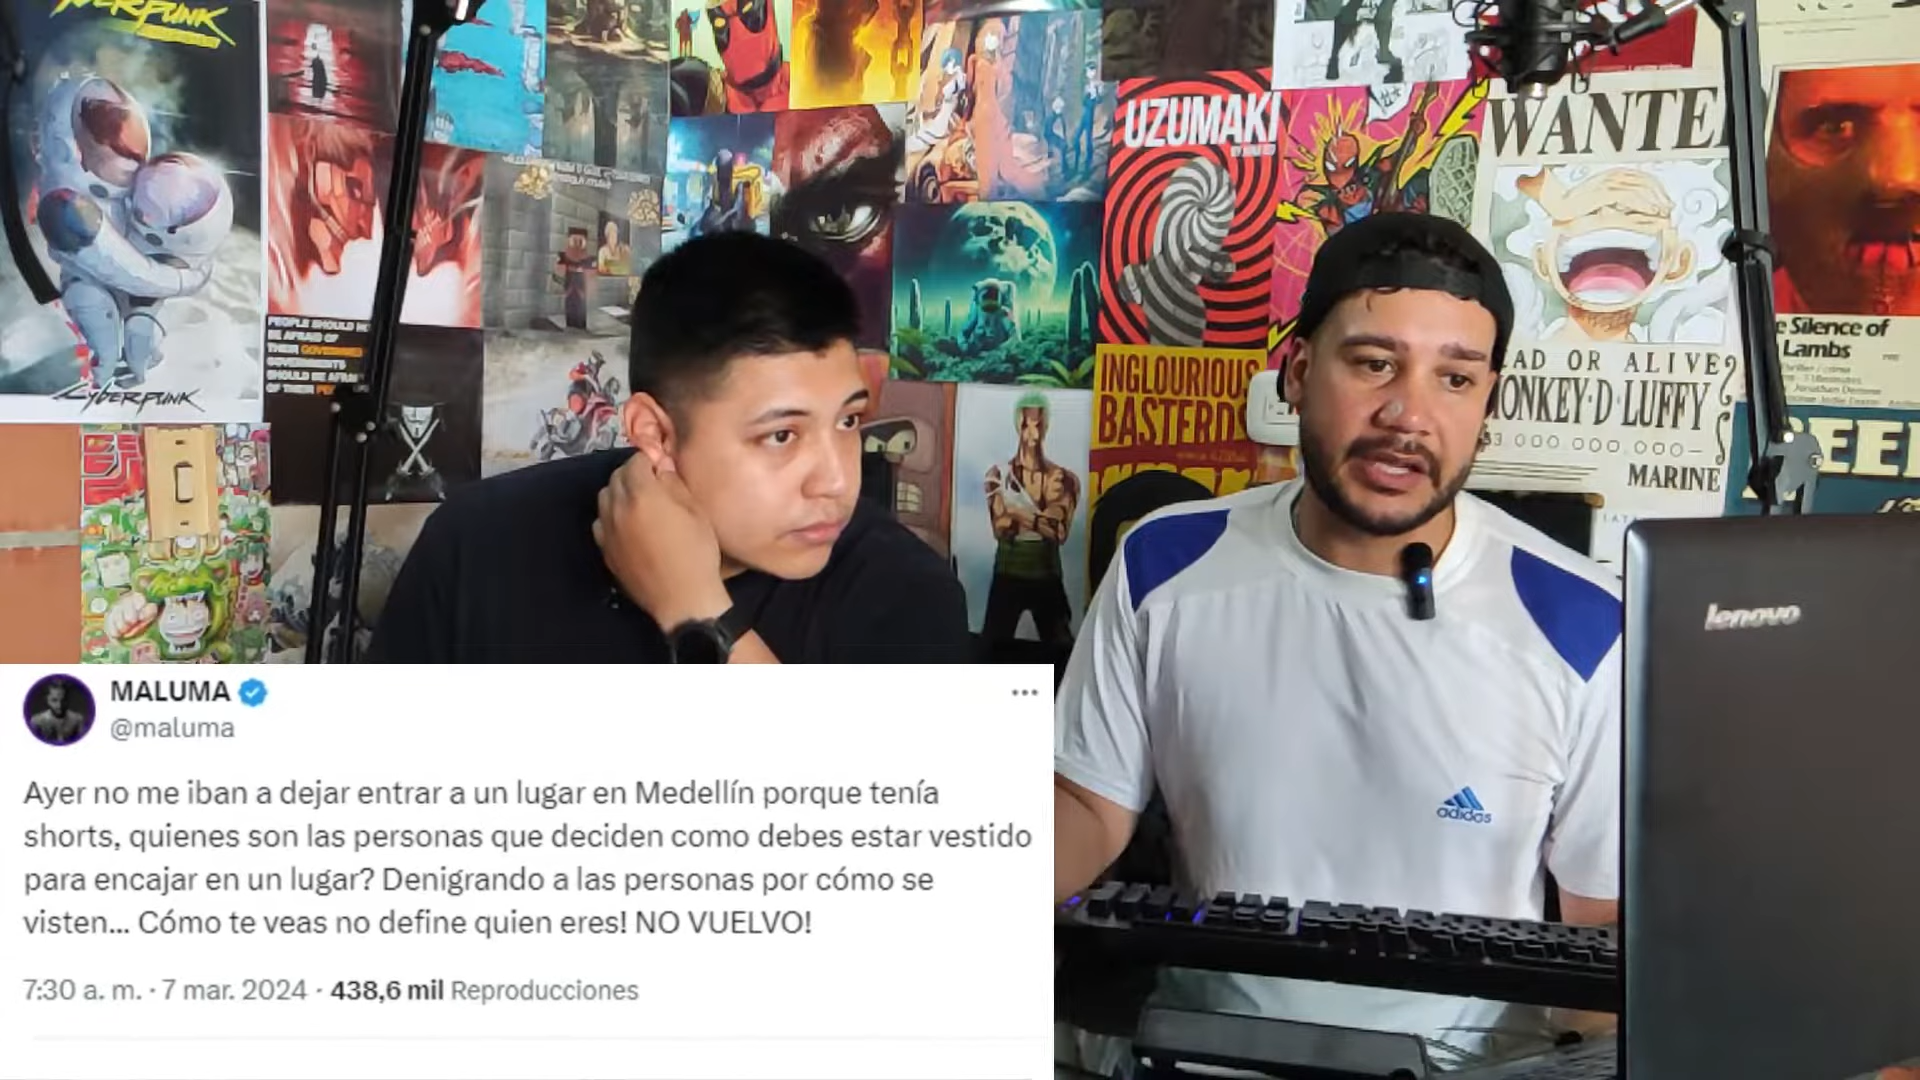 CYBERPUNK
UZUMAKI
WANTED
PEOPLE SHOULD NOT
BE AFRAID OF
THEIR GOVERNMENTS
GOVERNMENTS
SHOULD BE AFRAID
OF THEIR PEOPLE
CYBERPUNK
INGLOURIOUS
BASTERDS
DEAD OR ALIVE
MONKEY·D·LUFFY
MARINE
e Silence of
Lambs
lenovo
adidas
MALUMA
@maluma
Ayer no me iban a dejar entrar a un lugar en Medellín porque tenía
shorts, quienes son las personas que deciden como debes estar vestido
para encajar en un lugar? Denigrando a las personas por cómo se
visten... Cómo te veas no define quien eres! NO VUELVO!
7:30 a. m. · 7 mar. 2024 · 438,6 mil Reproducciones